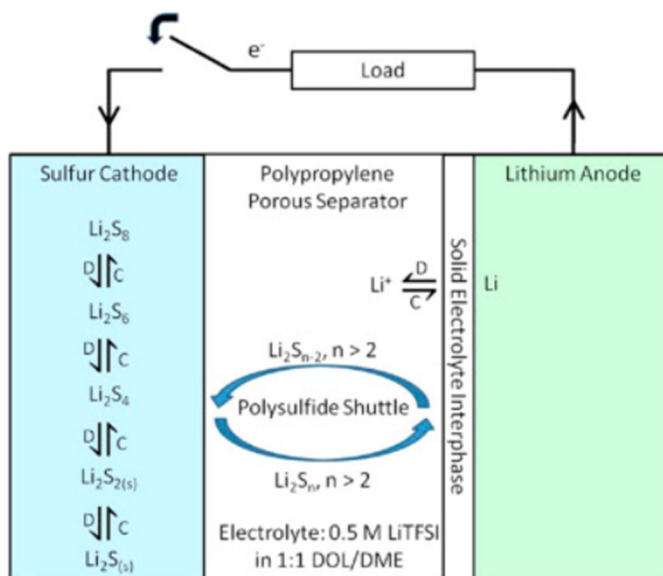 e⁻
Load
Sulfur Cathode
Polypropylene
Porous Separator
Lithium Anode
Solid Electrolyte Interphase
Li₂S₈
D C
Li₂S₆
D C
Li₂S₄
D C
Li₂S₂₍ₛ₎
D C
Li₂S₍ₛ₎
D
Li⁺
C
Li
Li₂Sₙ₋₂, n > 2
Polysulfide Shuttle
Li₂Sₙ, n > 2
Electrolyte: 0.5 M LiTFSI
in 1:1 DOL/DME